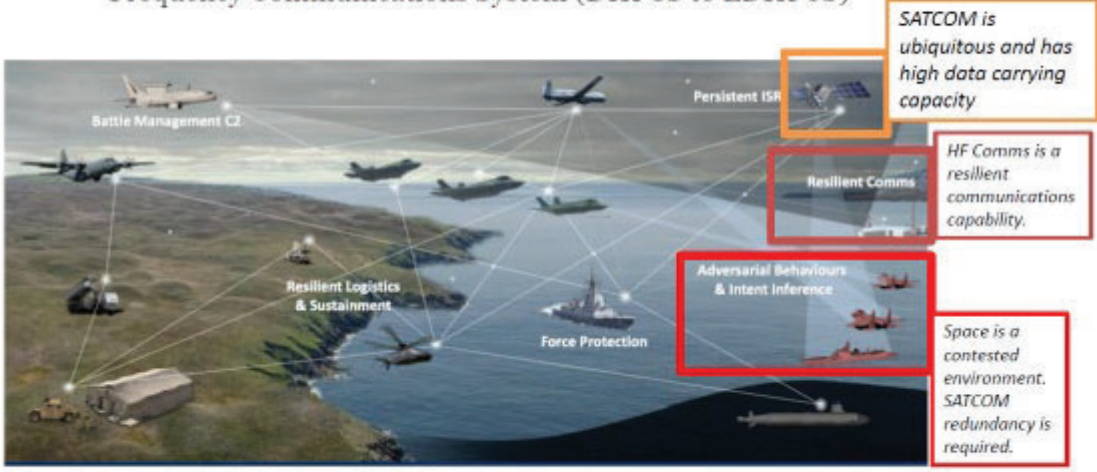 SATCOM is
ubiquitous and has
high data carrying
capacity
Persistent ISR
Battle Management C2
HF Comms is a
resilient
communications
capability.
Resilient Comms
Adversarial Behaviours
& Intent Inference
Resilient Logistics
& Sustainment
Force Protection
Space is a
contested
environment.
SATCOM
redundancy is
required.